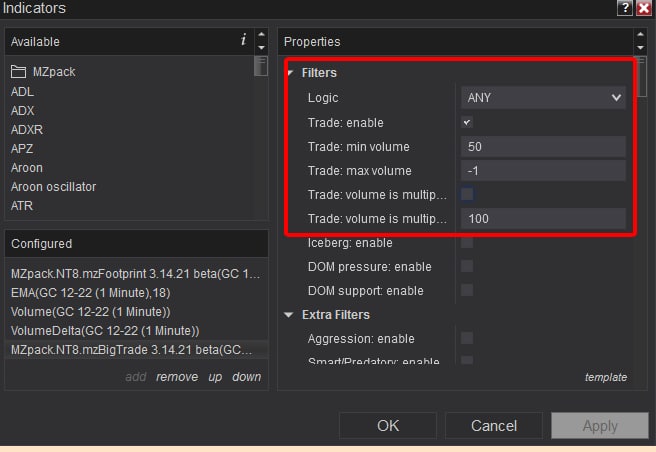 Indicators
? 
Available i
MZpack
ADL
ADX
ADXR
APZ
Aroon
Aroon oscillator
ATR
Configured
MZpack.NT8.mzFootprint 3.14.21 beta(GC 1...
EMA(GC 12-22 (1 Minute),18)
Volume(GC 12-22 (1 Minute))
VolumeDelta(GC 12-22 (1 Minute))
MZpack.NT8.mzBigTrade 3.14.21 beta(GC...
add remove up down
Properties
Filters
Logic ANY
Trade: enable
Trade: min volume 50
Trade: max volume -1
Trade: volume is multip...
Trade: volume is multip... 100
Iceberg: enable
DOM pressure: enable
DOM support: enable
Extra Filters
Aggression: enable
Smart/Predatory: enable
template
OK Cancel Apply